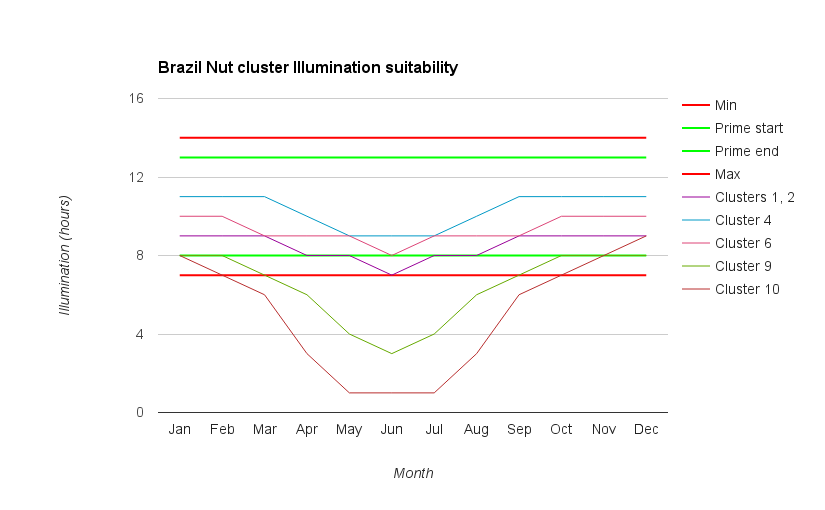 Brazil Nut cluster Illumination suitability
16
12
8
4
0
Illumination (hours)
Jan Feb Mar Apr May Jun Jul Aug Sep Oct Nov Dec
Month
Min
Prime start
Prime end
Max
Clusters 1, 2
Cluster 4
Cluster 6
Cluster 9
Cluster 10